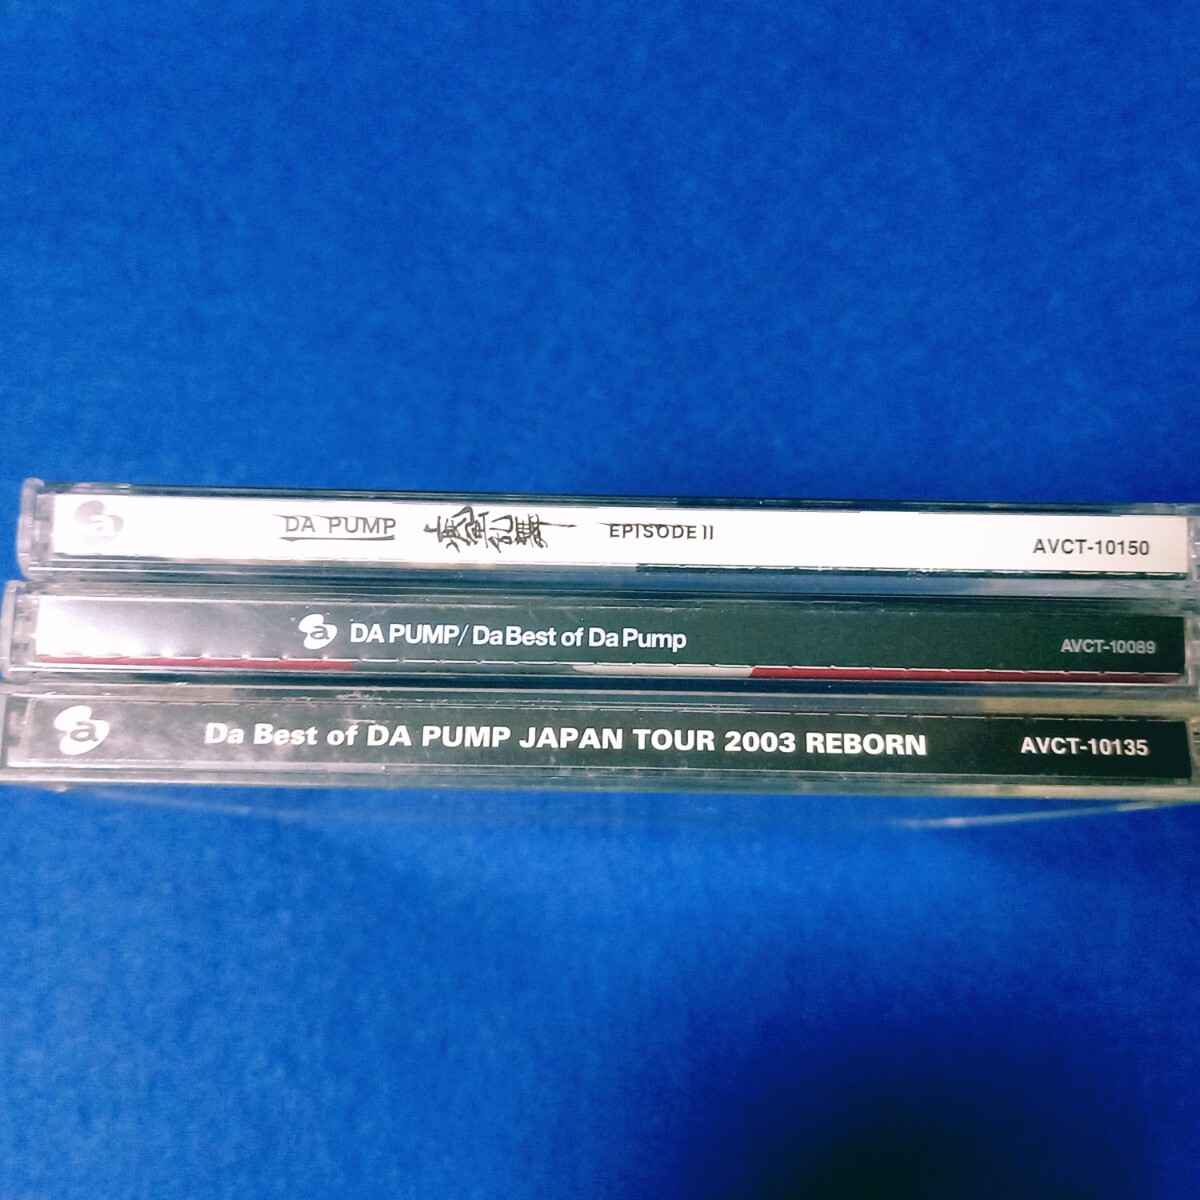 a DA PUMP EPISODE II AVCT-10150
a DA PUMP/Da Best of Da Pump AVCT-10089
a Da Best of DA PUMP JAPAN TOUR 2003 REBORN AVCT-10135